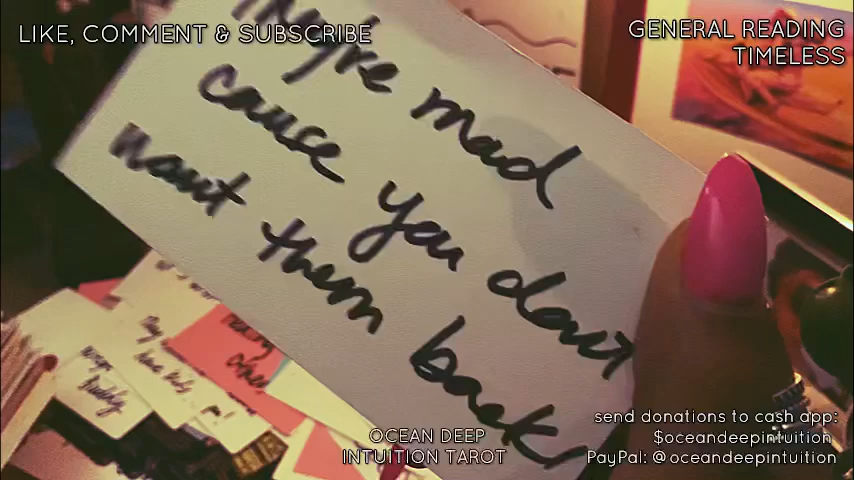 LIKE, COMMENT & SUBSCRIBE
GENERAL READING
TIMELESS
They're mad
cause you don't
want them back!
OCEAN DEEP
INTUITION TAROT
send donations to cash app:
$oceandeepintuition
PayPal: @oceandeepintuition